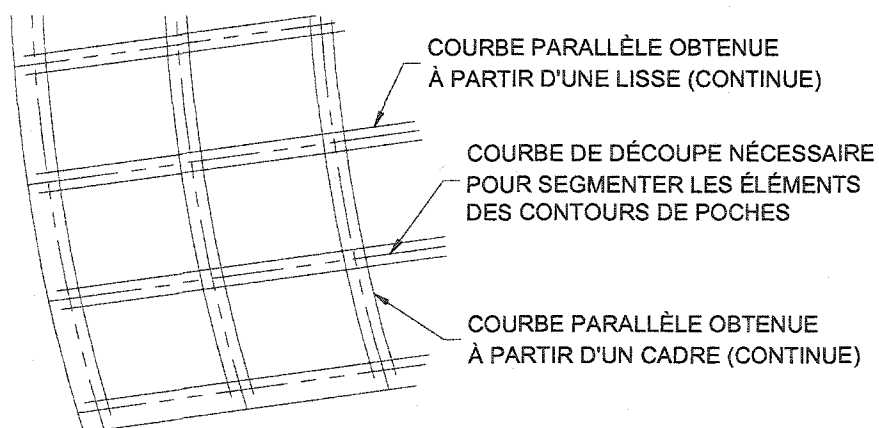 COURBE PARALLÈLE OBTENUE
À PARTIR D'UNE LISSE (CONTINUE)
COURBE DE DÉCOUPE NÉCESSAIRE
POUR SEGMENTER LES ÉLÉMENTS
DES CONTOURS DE POCHES
COURBE PARALLÈLE OBTENUE
À PARTIR D'UN CADRE (CONTINUE)